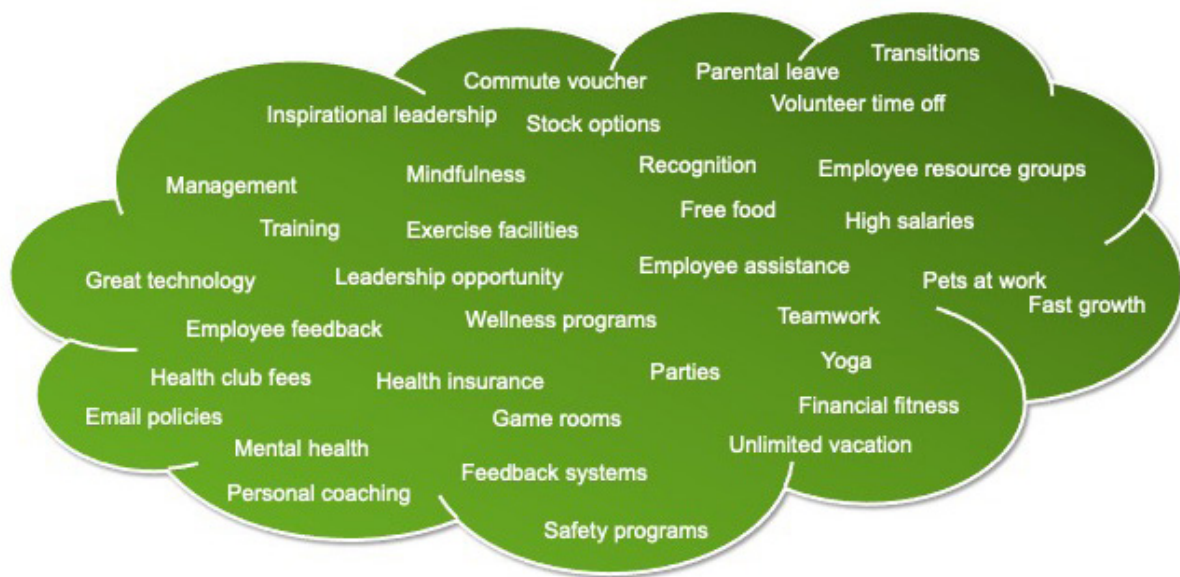 Transitions
Parental leave
Commute voucher
Volunteer time off
Inspirational leadership
Stock options
Recognition
Employee resource groups
Mindfulness
Management
Free food
High salaries
Training
Exercise facilities
Employee assistance
Leadership opportunity
Great technology
Pets at work
Fast growth
Wellness programs
Teamwork
Employee feedback
Yoga
Parties
Health club fees
Health insurance
Financial fitness
Email policies
Game rooms
Unlimited vacation
Mental health
Feedback systems
Personal coaching
Safety programs